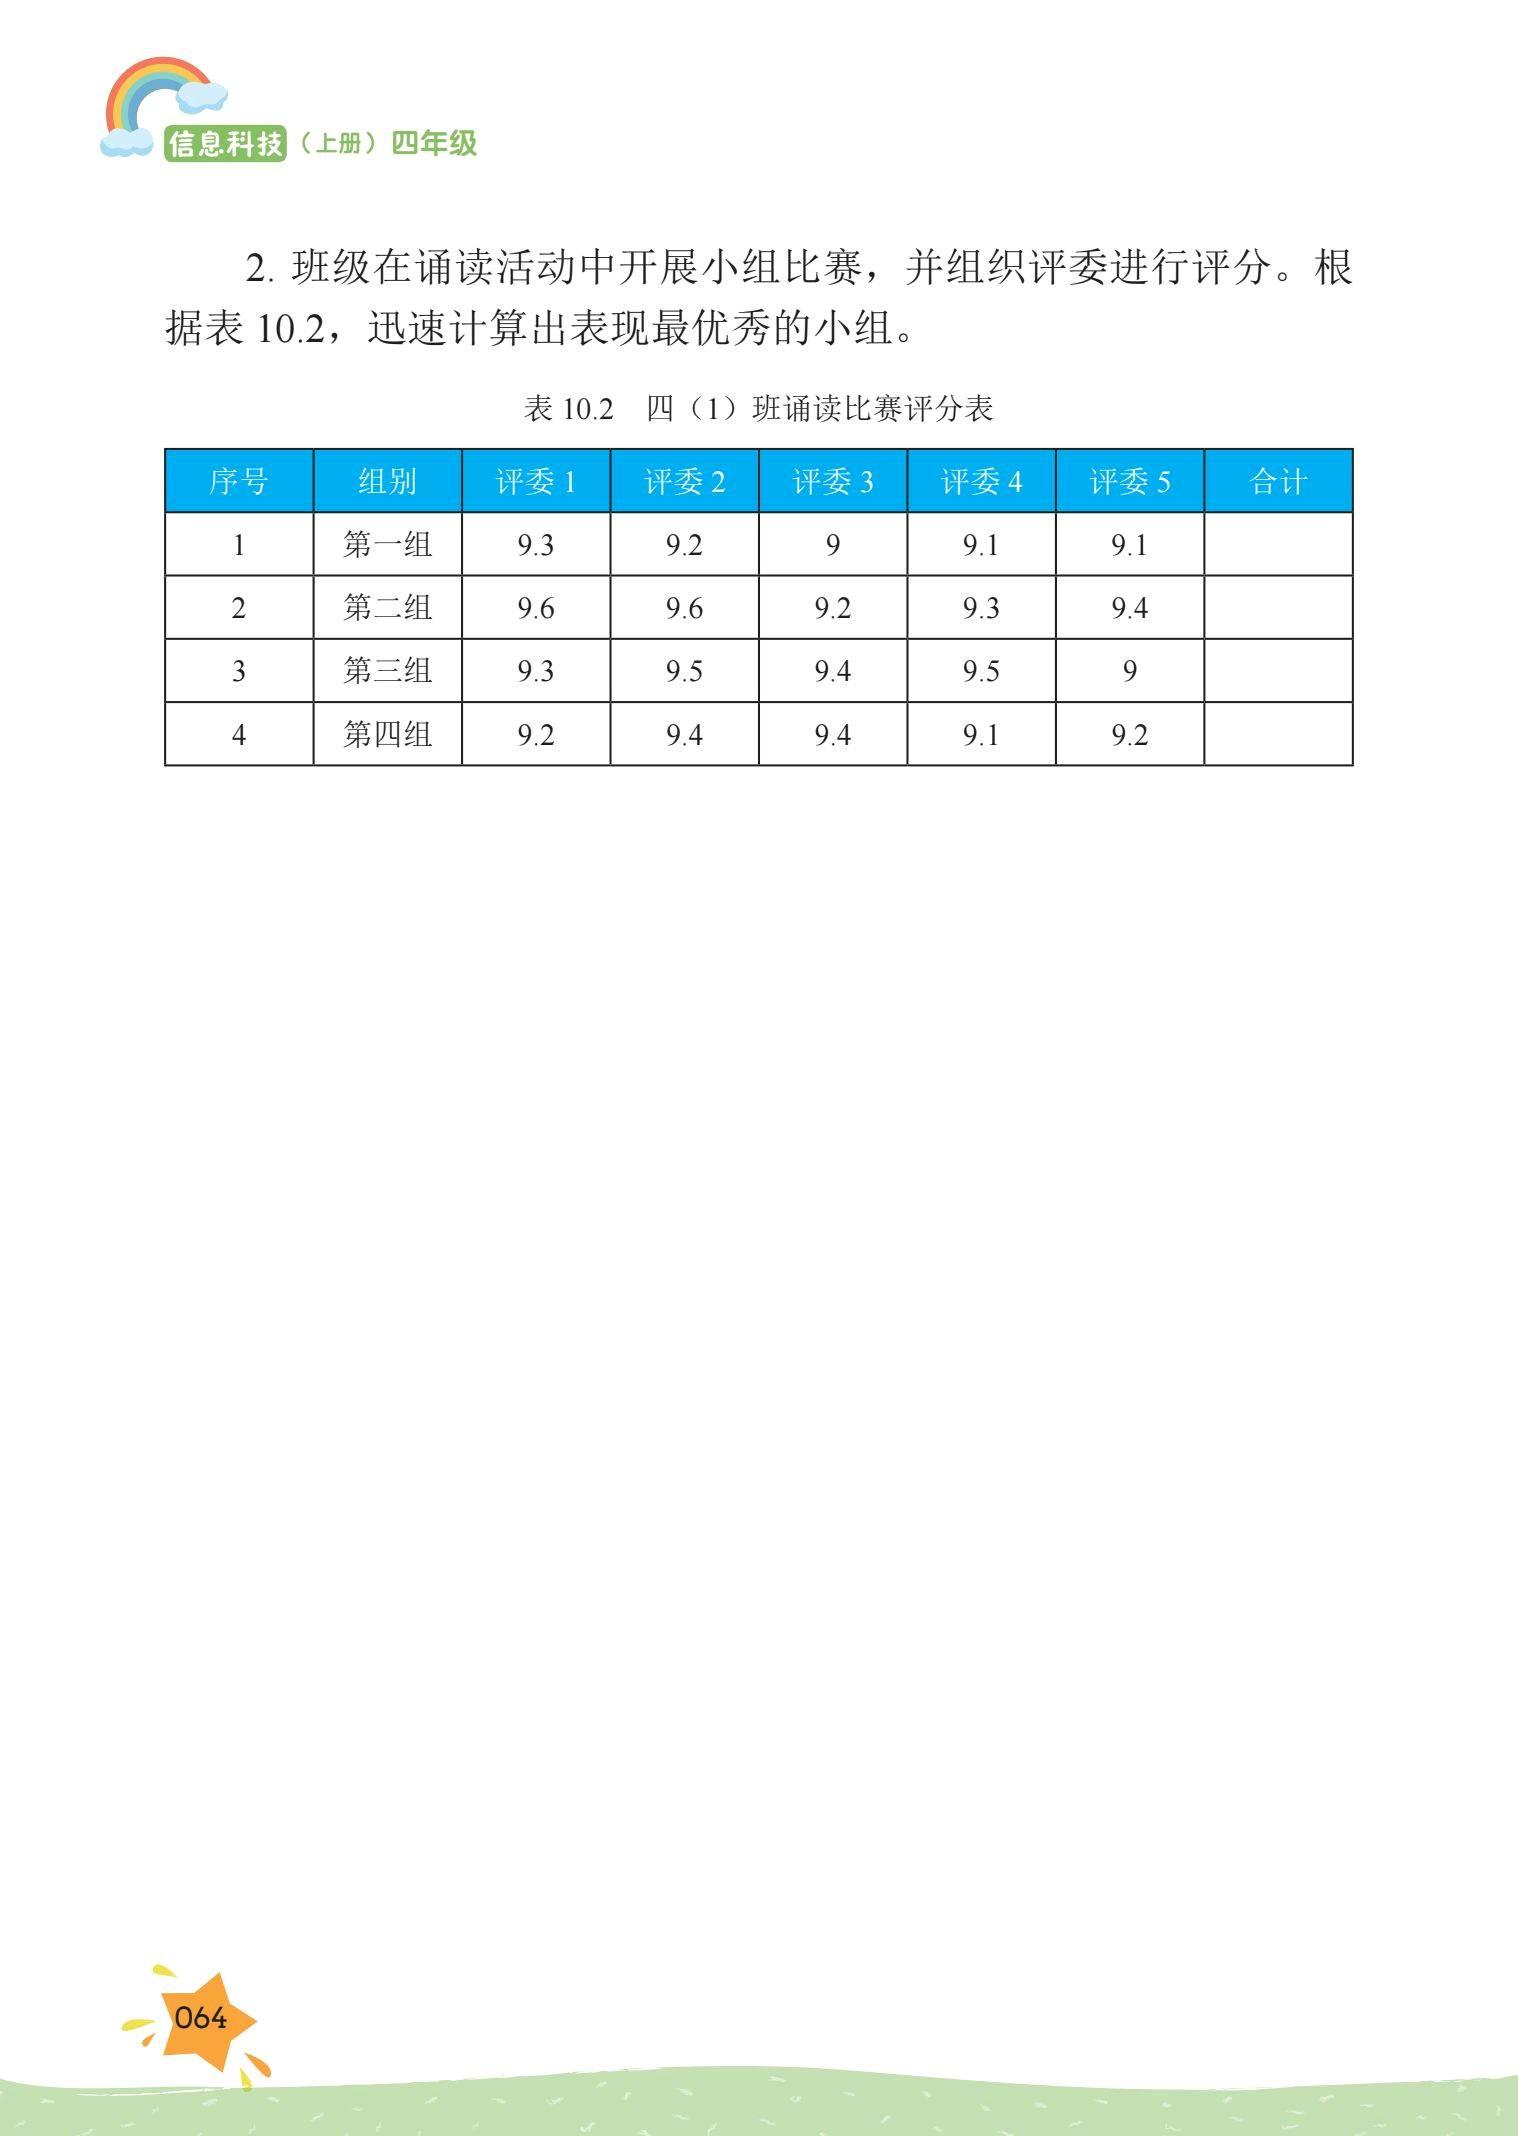 信息科技（上册）四年级
2. 班级在诵读活动中开展小组比赛，并组织评委进行评分。根
据表 10.2，迅速计算出表现最优秀的小组。
表 10.2　四（1）班诵读比赛评分表
序号 组别 评委 1 评委 2 评委 3 评委 4 评委 5 合计
1 第一组 9.3 9.2 9 9.1 9.1
2 第二组 9.6 9.6 9.2 9.3 9.4
3 第三组 9.3 9.5 9.4 9.5 9
4 第四组 9.2 9.4 9.4 9.1 9.2
064